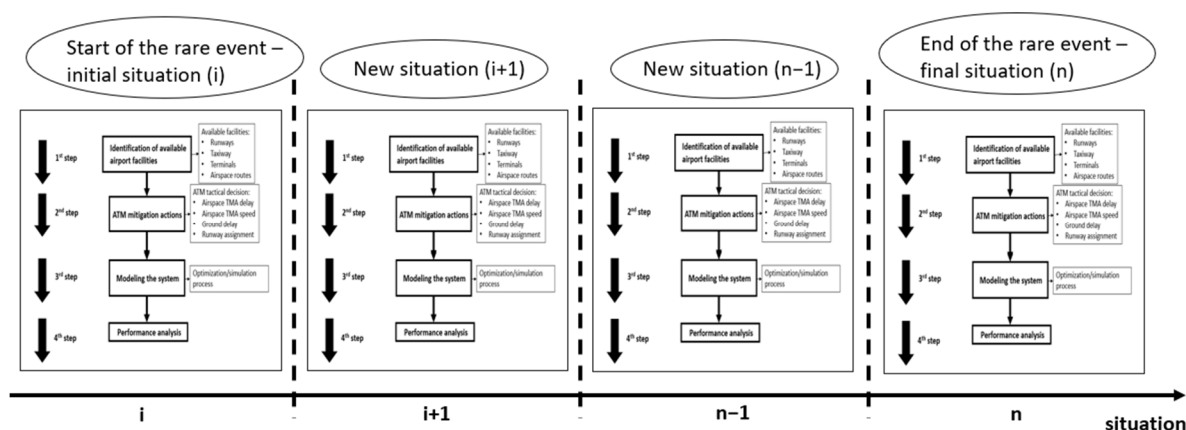 Start of the rare event –
initial situation (i)
New situation (i+1)
New situation (n−1)
End of the rare event –
final situation (n)
1st step
2nd step
3rd step
4th step
Identification of available
airport facilities
ATM mitigation actions
Modeling the system
Performance analysis
Available facilities:
• Runways
• Taxiway
• Terminals
• Airspace routes
ATM tactical decision:
• Airspace TMA delay
• Airspace TMA speed
• Ground delay
• Runway assignment
Optimization/simulation
process
1st step
2nd step
3rd step
4th step
Identification of available
airport facilities
ATM mitigation actions
Modeling the system
Performance analysis
Available facilities:
• Runways
• Taxiway
• Terminals
• Airspace routes
ATM tactical decision:
• Airspace TMA delay
• Airspace TMA speed
• Ground delay
• Runway assignment
Optimization/simulation
process
1st step
2nd step
3rd step
4th step
Identification of available
airport facilities
ATM mitigation actions
Modeling the system
Performance analysis
Available facilities:
• Runways
• Taxiway
• Terminals
• Airspace routes
ATM tactical decision:
• Airspace TMA delay
• Airspace TMA speed
• Ground delay
• Runway assignment
Optimization/simulation
process
1st step
2nd step
3rd step
4th step
Identification of available
airport facilities
ATM mitigation actions
Modeling the system
Performance analysis
Available facilities:
• Runways
• Taxiway
• Terminals
• Airspace routes
ATM tactical decision:
• Airspace TMA delay
• Airspace TMA speed
• Ground delay
• Runway assignment
Optimization/simulation
process
i
i+1
n−1
n
situation